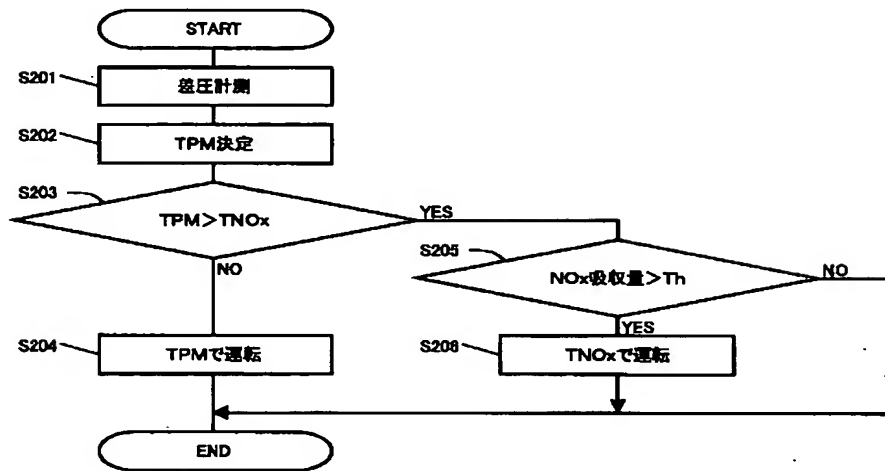 START
S201
差圧計測
S202
TPM決定
S203
TPM>TNOx
YES
NO
S205
NOx吸収量>Th
NO
YES
S204
TPMで運転
S206
TNOxで運転
END